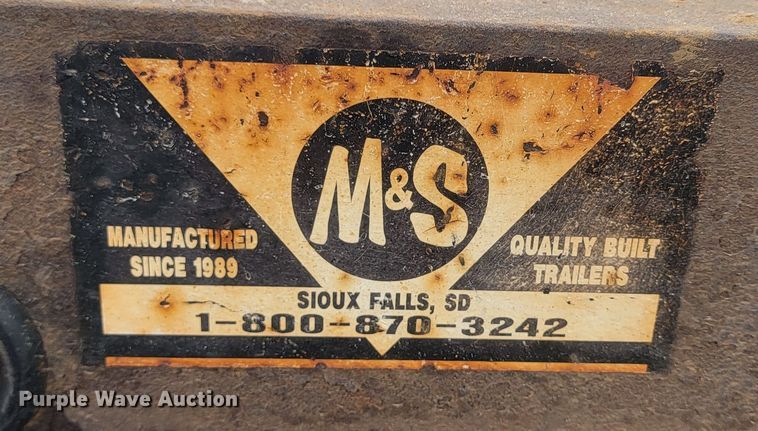 M&S
MANUFACTURED
SINCE 1989
QUALITY BUILT
TRAILERS
SIOUX FALLS, SD
1-800-870-3242
Purple Wave Auction